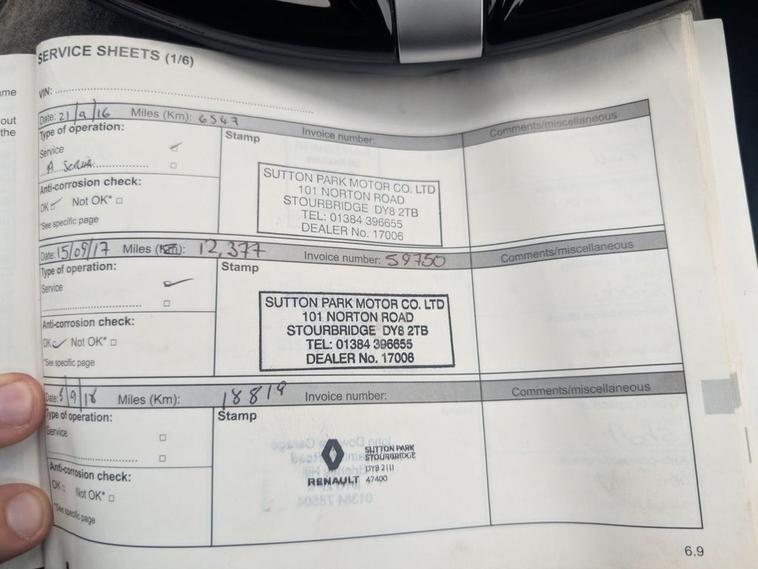 SERVICE SHEETS (1/6)
ame
out
the
VIN:
Date: 21/9/16 Miles (Km): 6547 Invoice number: Comments/miscellaneous
Type of operation:
Service
A Service
Anti-corrosion check:
OK Not OK*
*See specific page
Stamp
SUTTON PARK MOTOR CO. LTD
101 NORTON ROAD
STOURBRIDGE DY8 2TB
TEL: 01384 396655
DEALER No. 17006
Date: 15/09/17 Miles (Km): 12,377 Invoice number: 59750 Comments/miscellaneous
Type of operation:
Service
Anti-corrosion check:
OK Not OK*
*See specific page
Stamp
SUTTON PARK MOTOR CO. LTD
101 NORTON ROAD
STOURBRIDGE DY8 2TB
TEL: 01384 396655
DEALER No. 17006
Date: 5/9/18 Miles (Km): 18819 Invoice number: Comments/miscellaneous
Type of operation:
Service
Anti-corrosion check:
OK Not OK*
*See specific page
Stamp
RENAULT
SUTTON PARK
STOURBRIDGE
47400
6.9